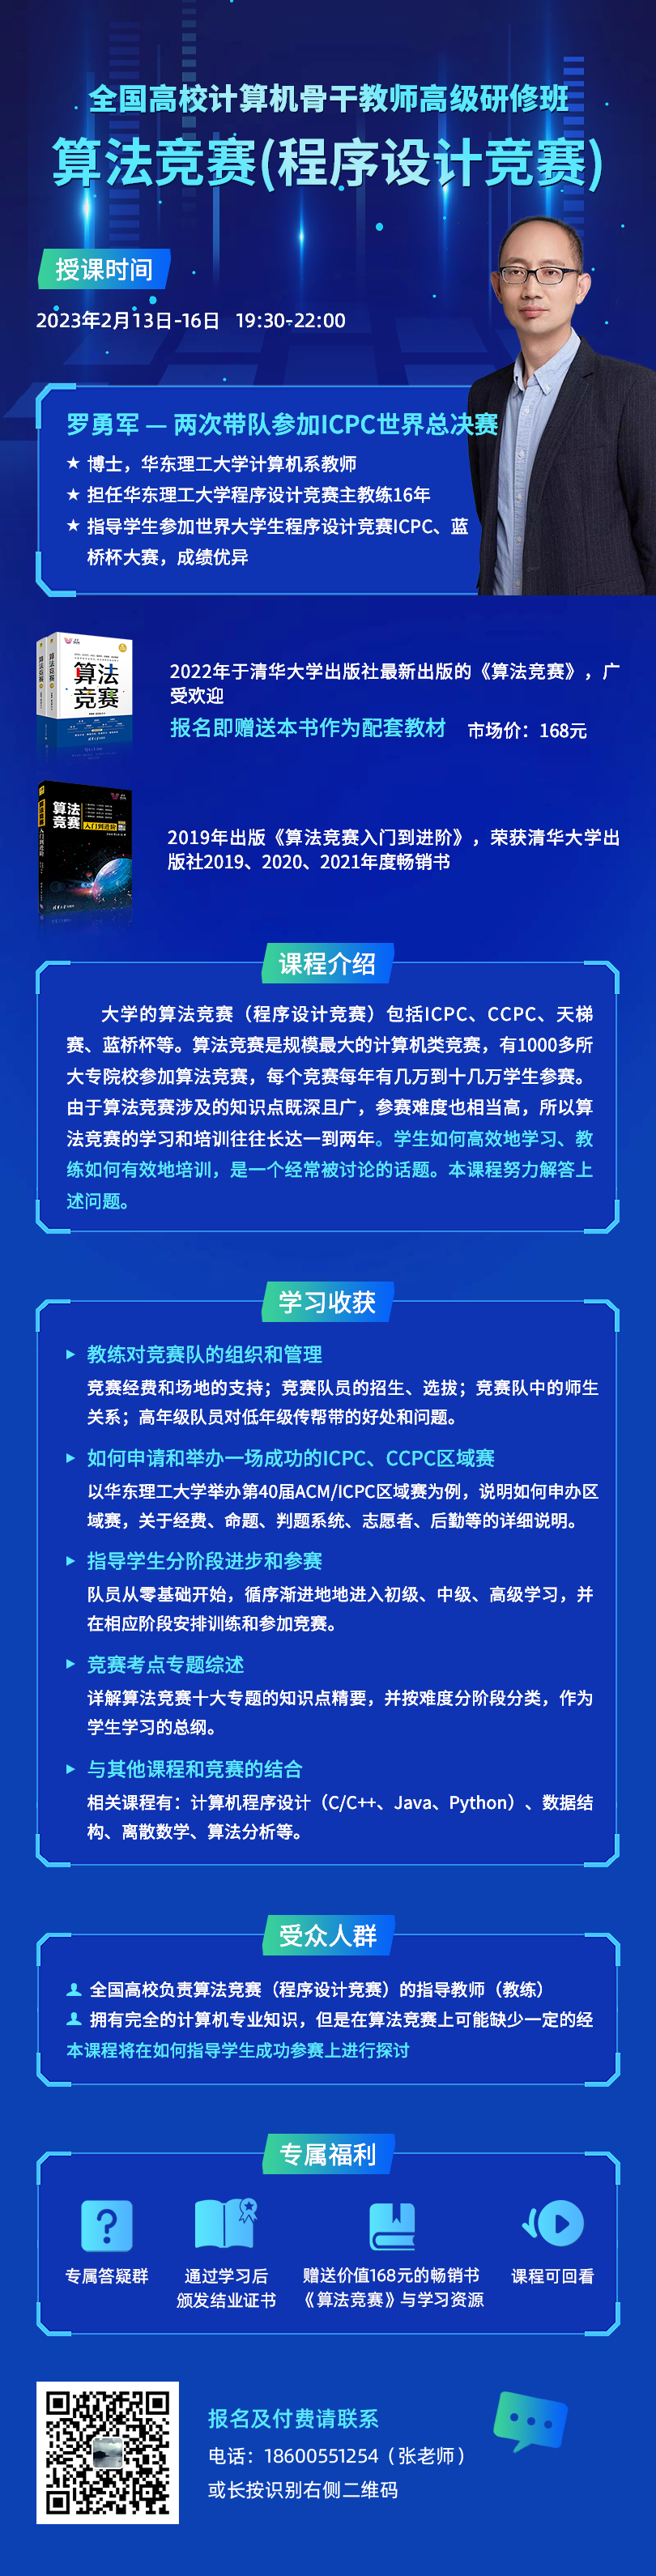 全国高校计算机骨干教师高级研修班
算法竞赛(程序设计竞赛)
授课时间
2023年2月13日-16日 19:30-22:00
罗勇军 — 两次带队参加ICPC世界总决赛
★ 博士，华东理工大学计算机系教师
★ 担任华东理工大学程序设计竞赛主教练16年
★ 指导学生参加世界大学生程序设计竞赛ICPC、蓝
桥杯大赛，成绩优异
算法
竞赛
2022年于清华大学出版社最新出版的《算法竞赛》，广
受欢迎
报名即赠送本书作为配套教材 市场价：168元
算法
竞赛
入门到进阶
2019年出版《算法竞赛入门到进阶》，荣获清华大学出
版社2019、2020、2021年度畅销书
课程介绍
大学的算法竞赛（程序设计竞赛）包括ICPC、CCPC、天梯
赛、蓝桥杯等。算法竞赛是规模最大的计算机类竞赛，有1000多所
大专院校参加算法竞赛，每个竞赛每年有几万到十几万学生参赛。
由于算法竞赛涉及的知识点既深且广，参赛难度也相当高，所以算
法竞赛的学习和培训往往长达一到两年。学生如何高效地学习、教
练如何有效地培训，是一个经常被讨论的话题。本课程努力解答上
述问题。
学习收获
教练对竞赛队的组织和管理
竞赛经费和场地的支持；竞赛队员的招生、选拔；竞赛队中的师生
关系；高年级队员对低年级传帮带的好处和问题。
如何申请和举办一场成功的ICPC、CCPC区域赛
以华东理工大学举办第40届ACM/ICPC区域赛为例，说明如何申办区
域赛，关于经费、命题、判题系统、志愿者、后勤等的详细说明。
指导学生分阶段进步和参赛
队员从零基础开始，循序渐进地地进入初级、中级、高级学习，并
在相应阶段安排训练和参加竞赛。
竞赛考点专题综述
详解算法竞赛十大专题的知识点精要，并按难度分阶段分类，作为
学生学习的总纲。
与其他课程和竞赛的结合
相关课程有：计算机程序设计（C/C++、Java、Python）、数据结
构、离散数学、算法分析等。
受众人群
全国高校负责算法竞赛（程序设计竞赛）的指导教师（教练）
拥有完全的计算机专业知识，但是在算法竞赛上可能缺少一定的经
本课程将在如何指导学生成功参赛上进行探讨
专属福利
专属答疑群
通过学习后
颁发结业证书
赠送价值168元的畅销书
《算法竞赛》与学习资源
课程可回看
报名及付费请联系
电话：18600551254（张老师）
或长按识别右侧二维码